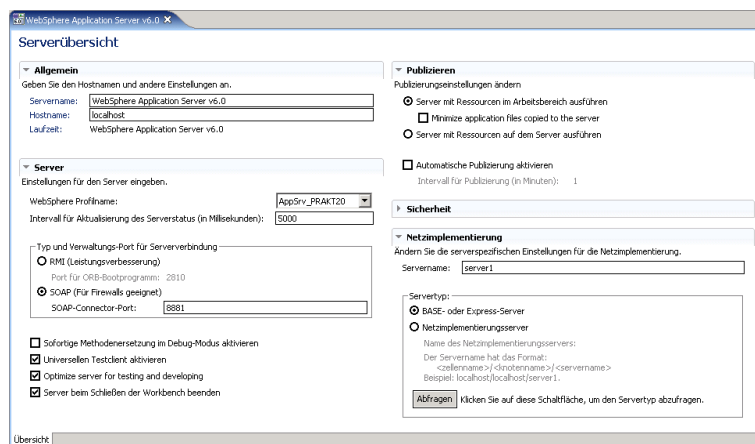 WebSphere Application Server v6.0
Serverübersicht
Allgemein
Geben Sie den Hostnamen und andere Einstellungen an.
Servername: WebSphere Application Server v6.0
Hostname: localhost
Laufzeit: WebSphere Application Server v6.0
Server
Einstellungen für den Server eingeben.
WebSphere Profilname: AppSrv_PRAKT20
Intervall für Aktualisierung des Serverstatus (in Millisekunden): 5000
Typ und Verwaltungs-Port für Serververbindung
RMI (Leistungsverbesserung)
Port für ORB-Bootprogramm: 2810
SOAP (Für Firewalls geeignet)
SOAP-Connector-Port: 8881
Sofortige Methodenersetzung im Debug-Modus aktivieren
Universellen Testclient aktivieren
Optimize server for testing and developing
Server beim Schließen der Workbench beenden
Publizieren
Publizierungseinstellungen ändern
Server mit Ressourcen im Arbeitsbereich ausführen
Minimize application files copied to the server
Server mit Ressourcen auf dem Server ausführen
Automatische Publizierung aktivieren
Intervall für Publizierung (in Minuten): 1
Sicherheit
Netzimplementierung
Ändern Sie die serverspezifischen Einstellungen für die Netzimplementierung.
Servername: server1
Servertyp:
BASE- oder Express-Server
Netzimplementierungsserver
Name des Netzimplementierungsservers:
Der Servername hat das Format:
<zellenname>/<knotenname>/<servername>
Beispiel: localhost/localhost/server1.
Abfragen Klicken Sie auf diese Schaltfläche, um den Servertyp abzufragen.
Übersicht